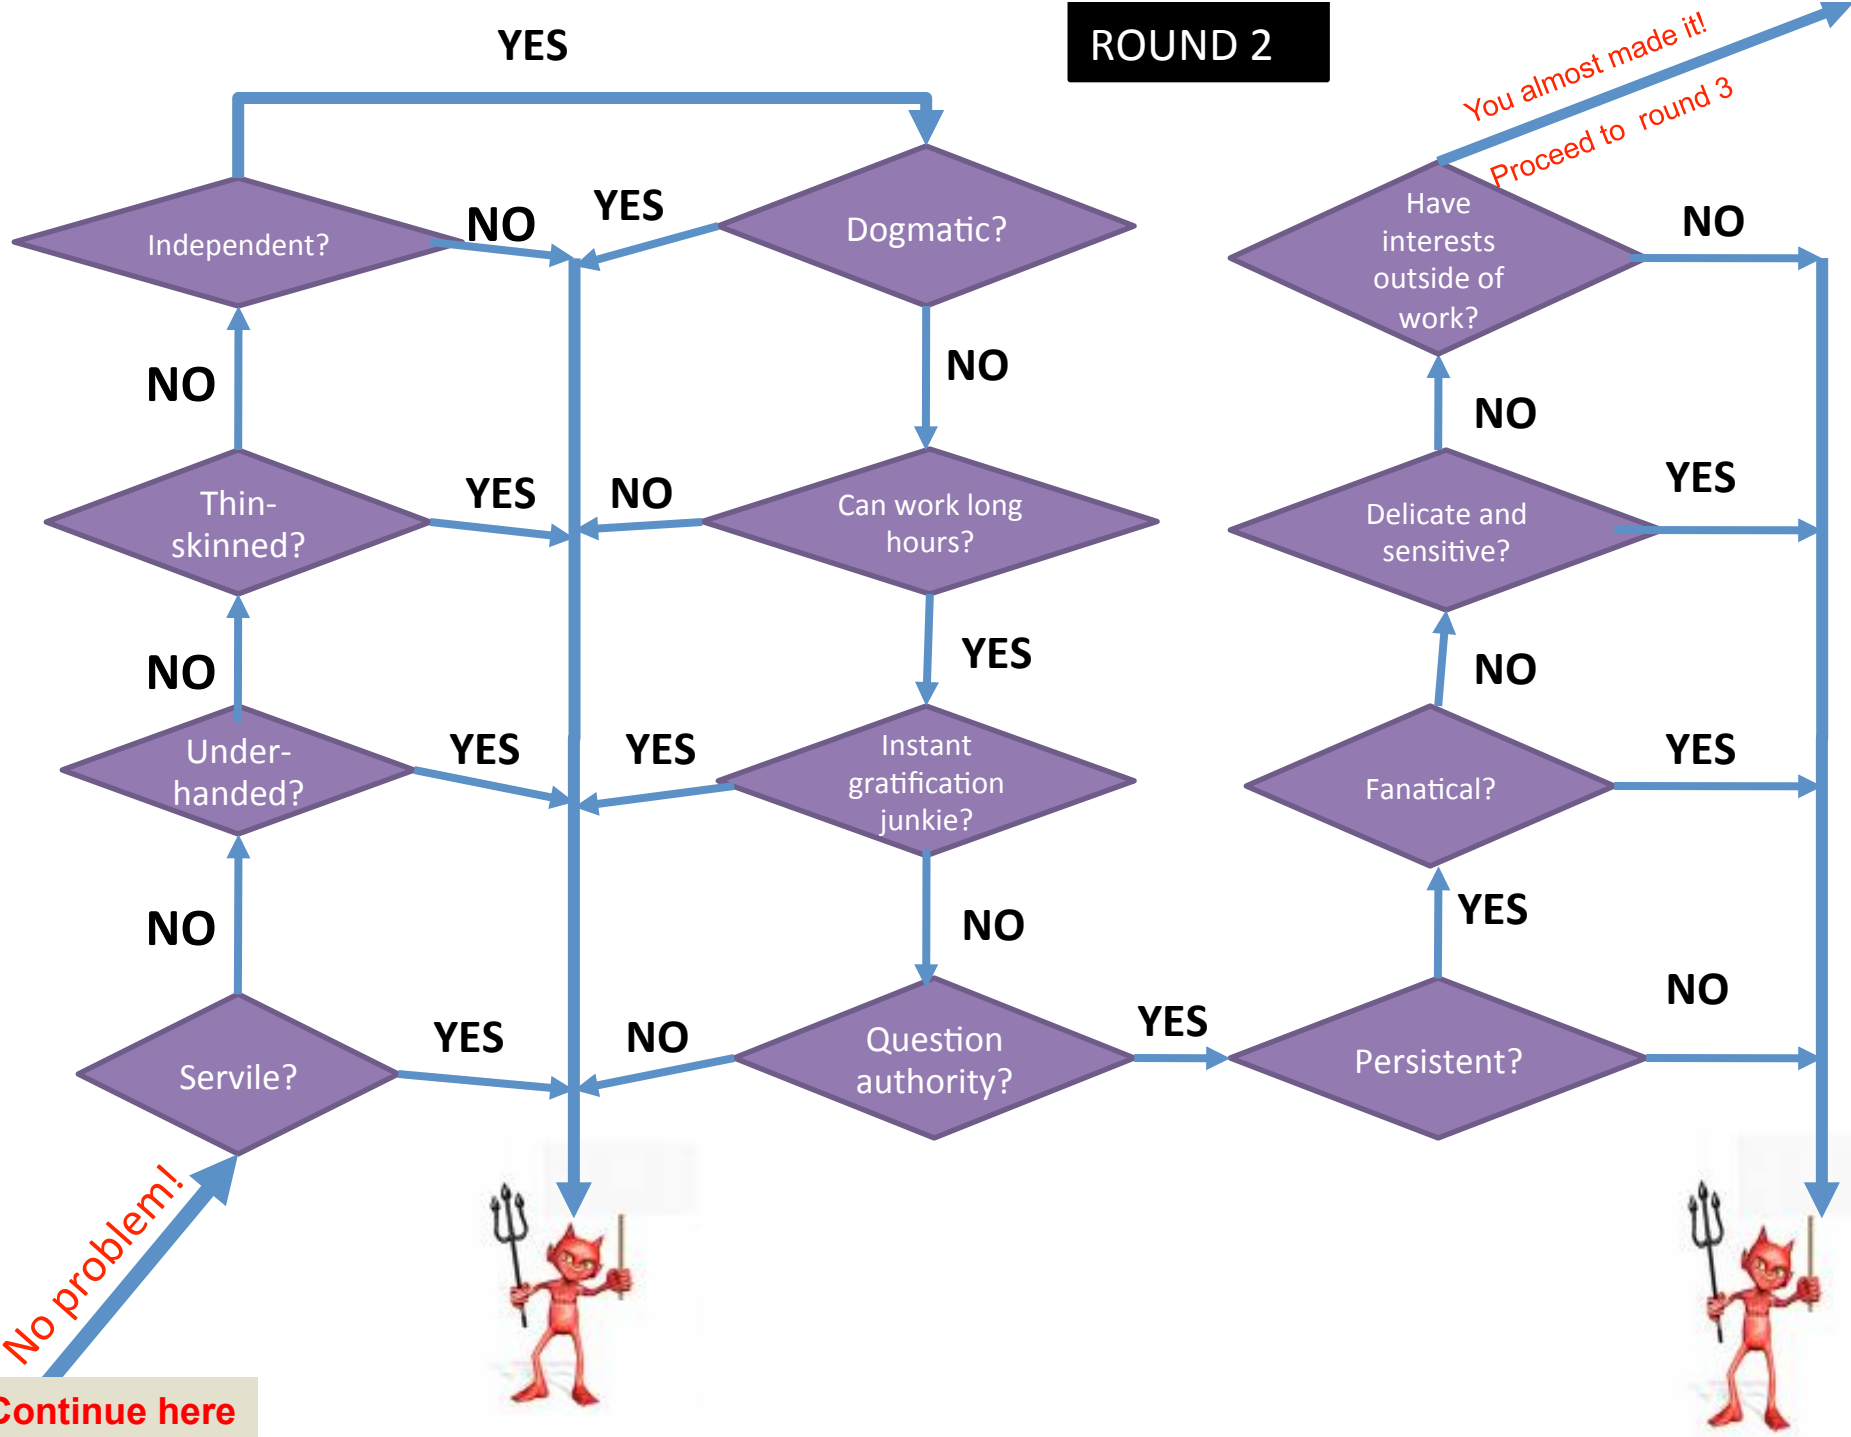 ROUND 2
YES
You almost made it!
Proceed to round 3
Independent?
NO
YES
Dogmatic?
Have
interests
outside of
work?
NO
NO
NO
NO
Thin-
skinned?
YES
NO
Can work long
hours?
Delicate and
sensitive?
YES
NO
YES
NO
Under-
handed?
YES
YES
Instant
gratification
junkie?
Fanatical?
YES
NO
NO
YES
Servile?
YES
NO
Question
authority?
YES
Persistent?
NO
No problem!
Continue here